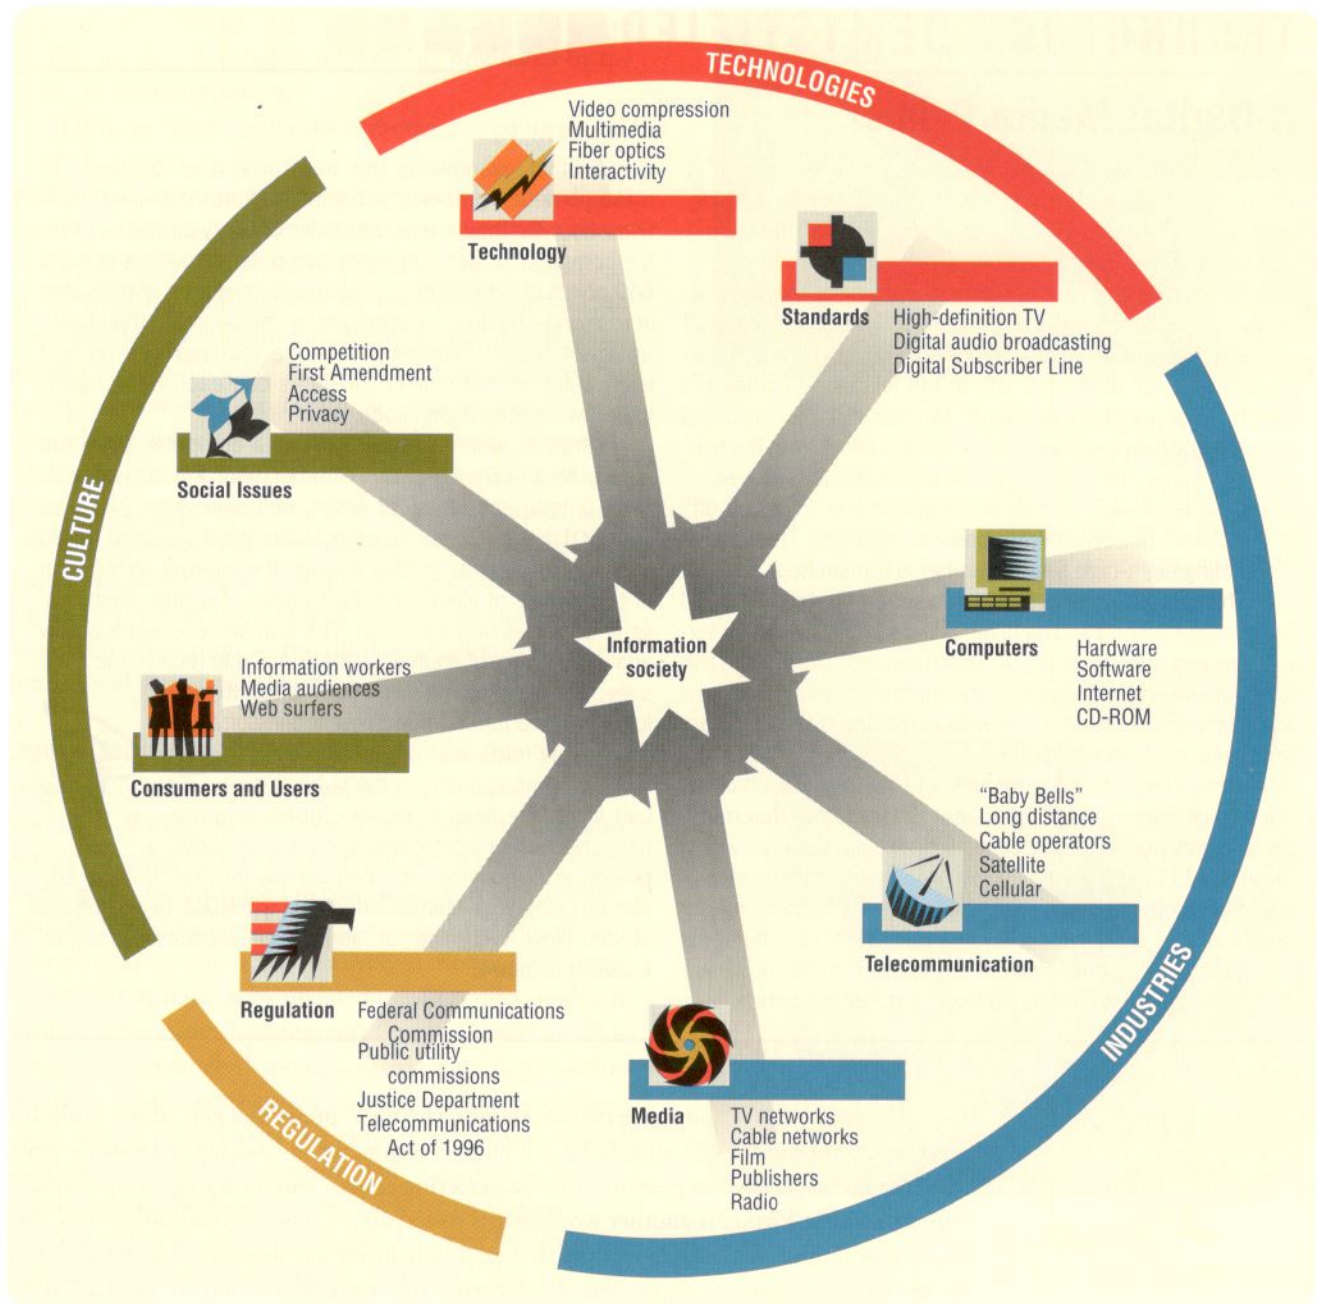 TECHNOLOGIES
Video compression
Multimedia
Fiber optics
Interactivity
Technology
Standards
High-definition TV
Digital audio broadcasting
Digital Subscriber Line
CULTURE
Competition
First Amendment
Access
Privacy
Social Issues
Information
society
Computers
Hardware
Software
Internet
CD-ROM
Information workers
Media audiences
Web surfers
Consumers and Users
"Baby Bells"
Long distance
Cable operators
Satellite
Cellular
Telecommunication
INDUSTRIES
Regulation
Federal Communications
Commission
Public utility
commissions
Justice Department
Telecommunications
Act of 1996
REGULATION
Media
TV networks
Cable networks
Film
Publishers
Radio